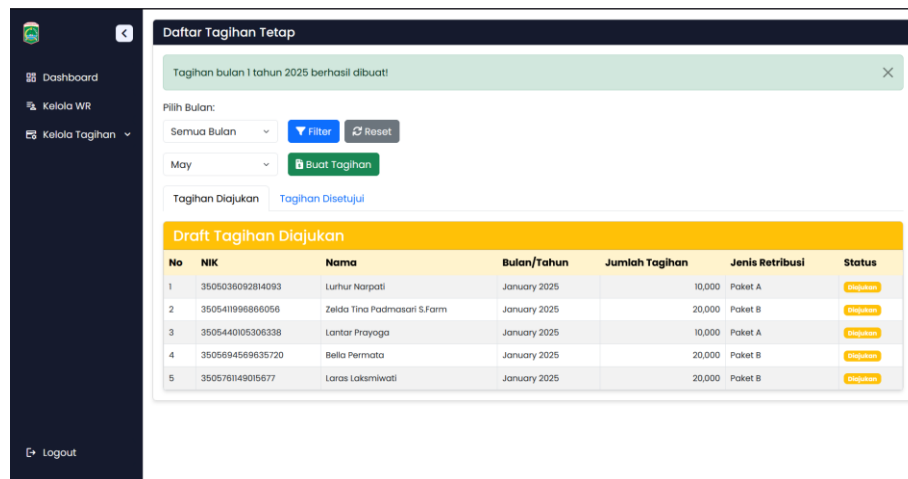 Daftar Tagihan Tetap
Dashboard
Kelola WR
Kelola Tagihan
Logout
Tagihan bulan 1 tahun 2025 berhasil dibuat!
Pilih Bulan:
Semua Bulan Filter Reset
May Buat Tagihan
Tagihan Diajukan Tagihan Disetujui
Draft Tagihan Diajukan
No NIK Nama Bulan/Tahun Jumlah Tagihan Jenis Retribusi Status
1 3505036092814093 Lurhur Narpati January 2025 10,000 Paket A Diajukan
2 3505411996866056 Zelda Tina Padmasari S.Farm January 2025 20,000 Paket B Diajukan
3 3505440105306338 Lantar Prayoga January 2025 10,000 Paket A Diajukan
4 3505694569635720 Bella Permata January 2025 20,000 Paket B Diajukan
5 3505761149015677 Laras Laksmiwati January 2025 20,000 Paket B Diajukan